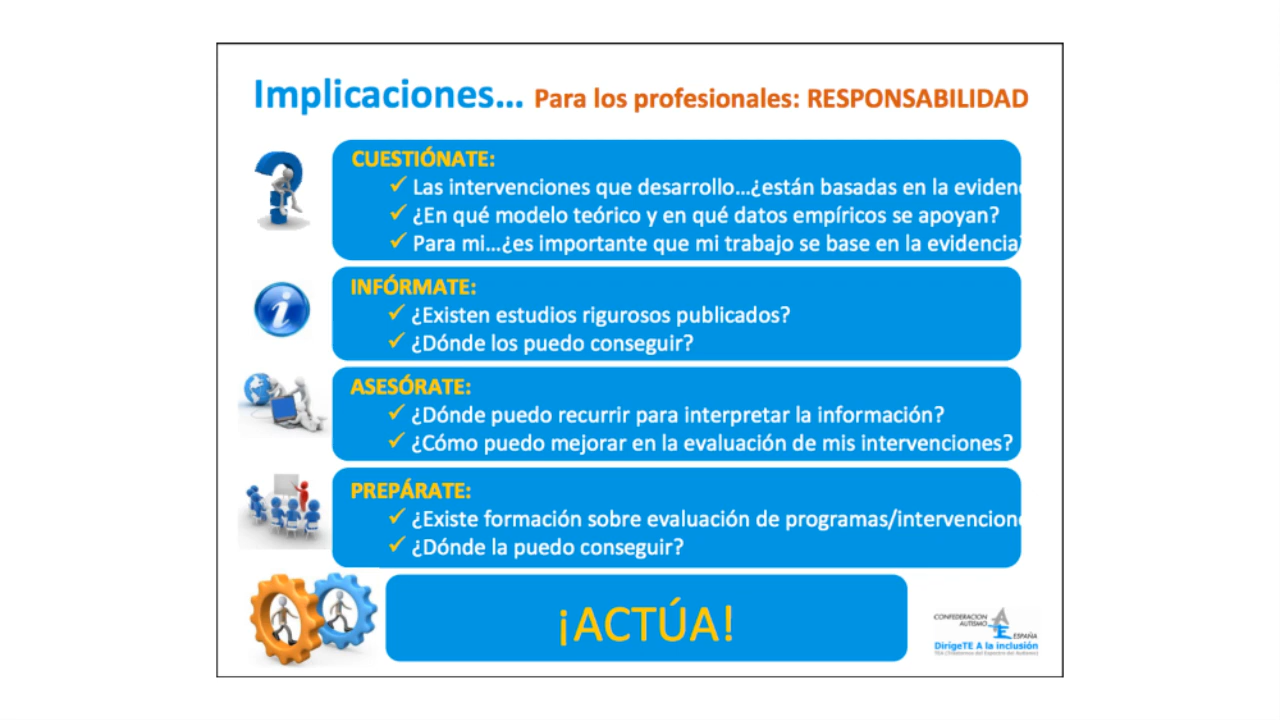 Implicaciones... Para los profesionales: RESPONSABILIDAD
CUESTIÓNATE:
✓ Las intervenciones que desarrollo...¿están basadas en la eviden
✓ ¿En qué modelo teórico y en qué datos empíricos se apoyan?
✓ Para mi...¿es importante que mi trabajo se base en la evidencia?
INFÓRMATE:
✓ ¿Existen estudios rigurosos publicados?
✓ ¿Dónde los puedo conseguir?
ASESÓRATE:
✓ ¿Dónde puedo recurrir para interpretar la información?
✓ ¿Cómo puedo mejorar en la evaluación de mis intervenciones?
PREPÁRATE:
✓ ¿Existe formación sobre evaluación de programas/intervencion
✓ ¿Dónde la puedo conseguir?
¡ACTÚA!
CONFEDERACION
AUTISMO
ESPAÑA
DirigeTE A la inclusión